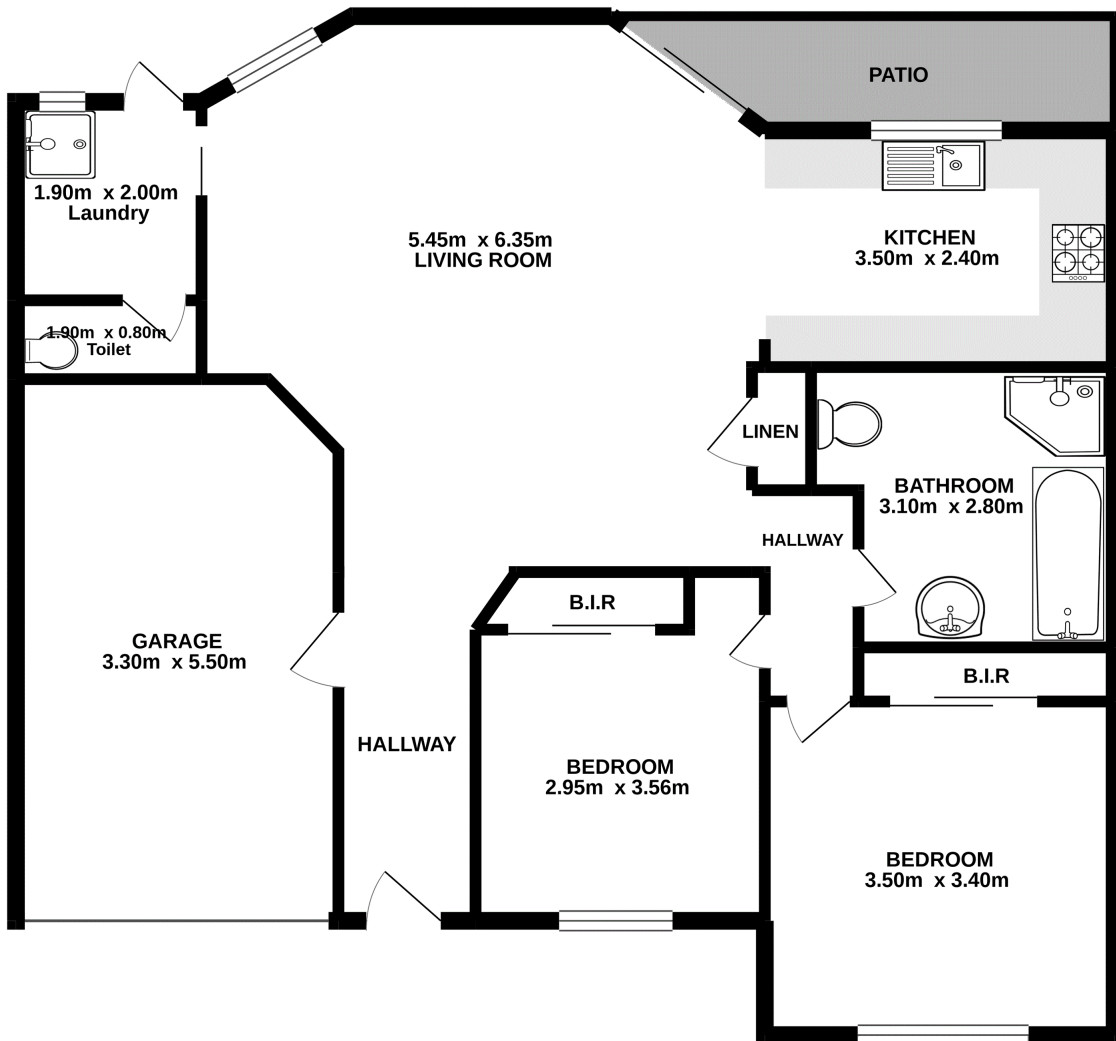 PATIO
1.90m x 2.00m
Laundry
5.45m x 6.35m
LIVING ROOM
KITCHEN
3.50m x 2.40m
1.90m x 0.80m
Toilet
LINEN
BATHROOM
3.10m x 2.80m
HALLWAY
B.I.R
GARAGE
3.30m x 5.50m
B.I.R
HALLWAY
BEDROOM
2.95m x 3.56m
BEDROOM
3.50m x 3.40m